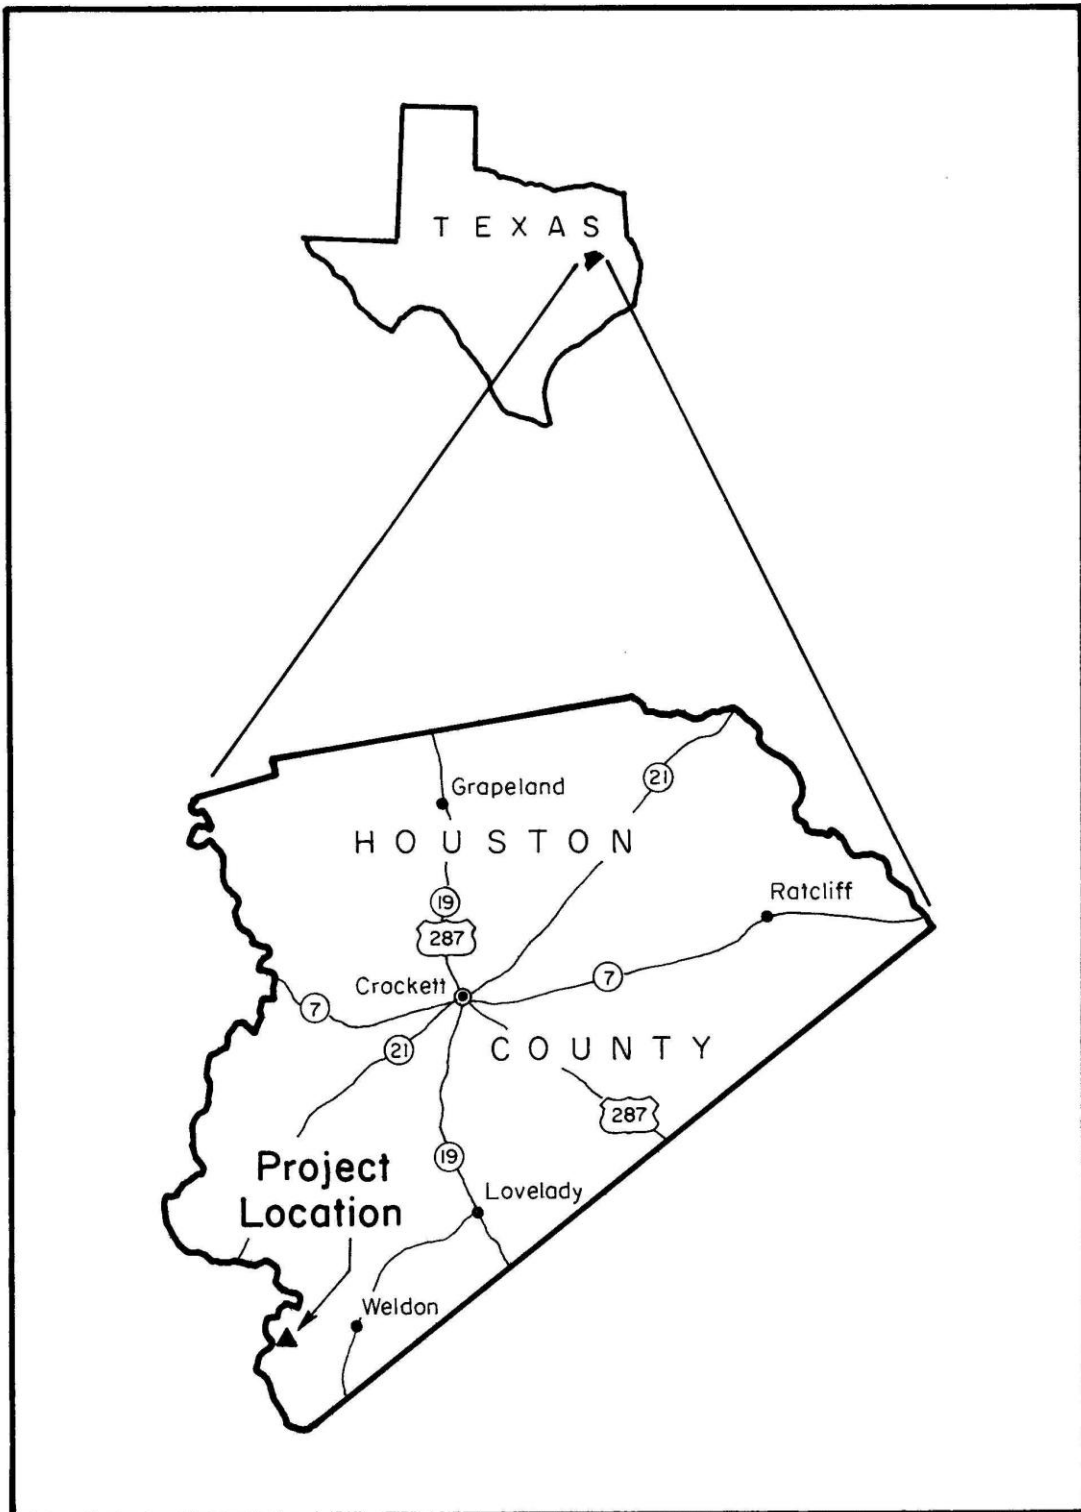 TEXAS
Grapeland
21
HOUSTON
Ratcliff
19
287
Crockett
7
7
21
COUNTY
287
19
Project
Location
Lovelady
Weldon